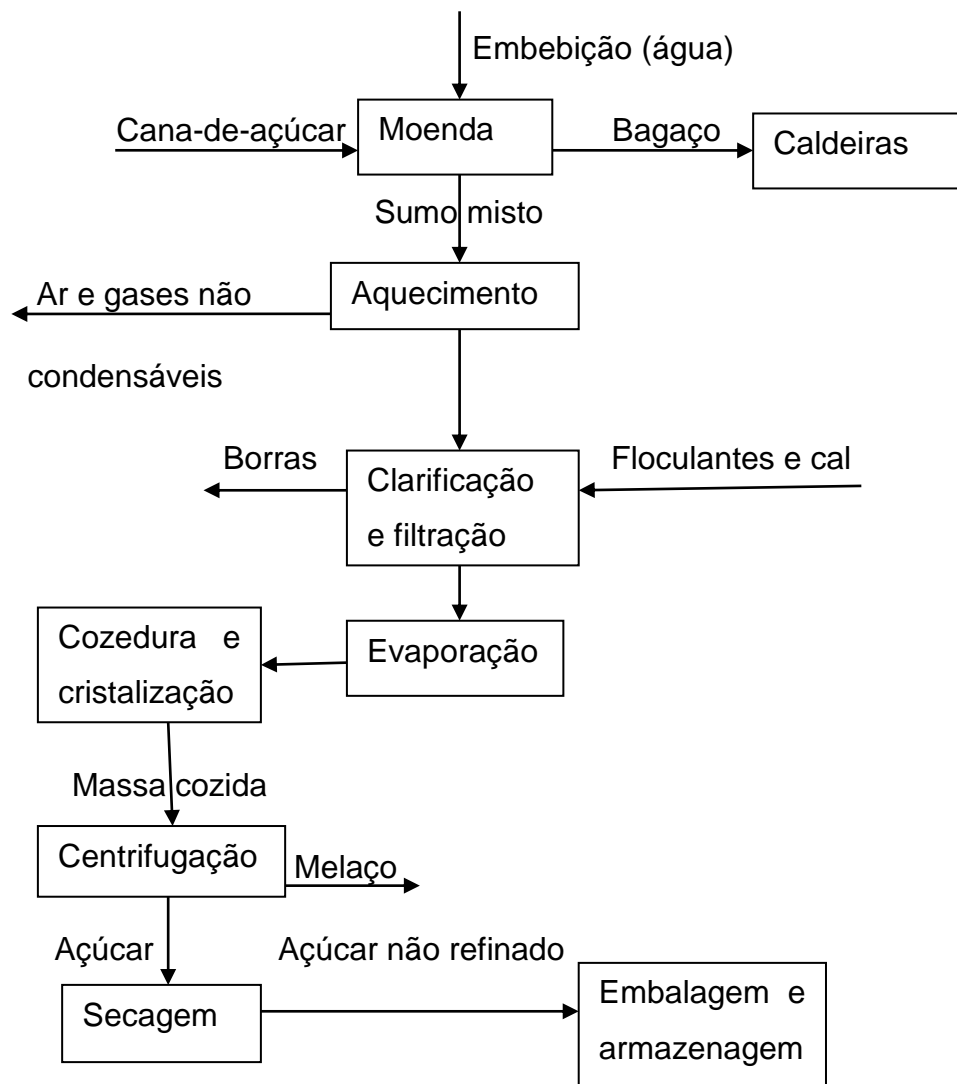 Embebição (água)
Cana-de-açúcar
Moenda
Bagaço
Caldeiras
Sumo misto
Ar e gases não
condensáveis
Aquecimento
Borras
Clarificação
e filtração
Floculantes e cal
Cozedura e
cristalização
Evaporação
Massa cozida
Centrifugação
Melaço
Açúcar
Açúcar não refinado
Secagem
Embalagem e
armazenagem